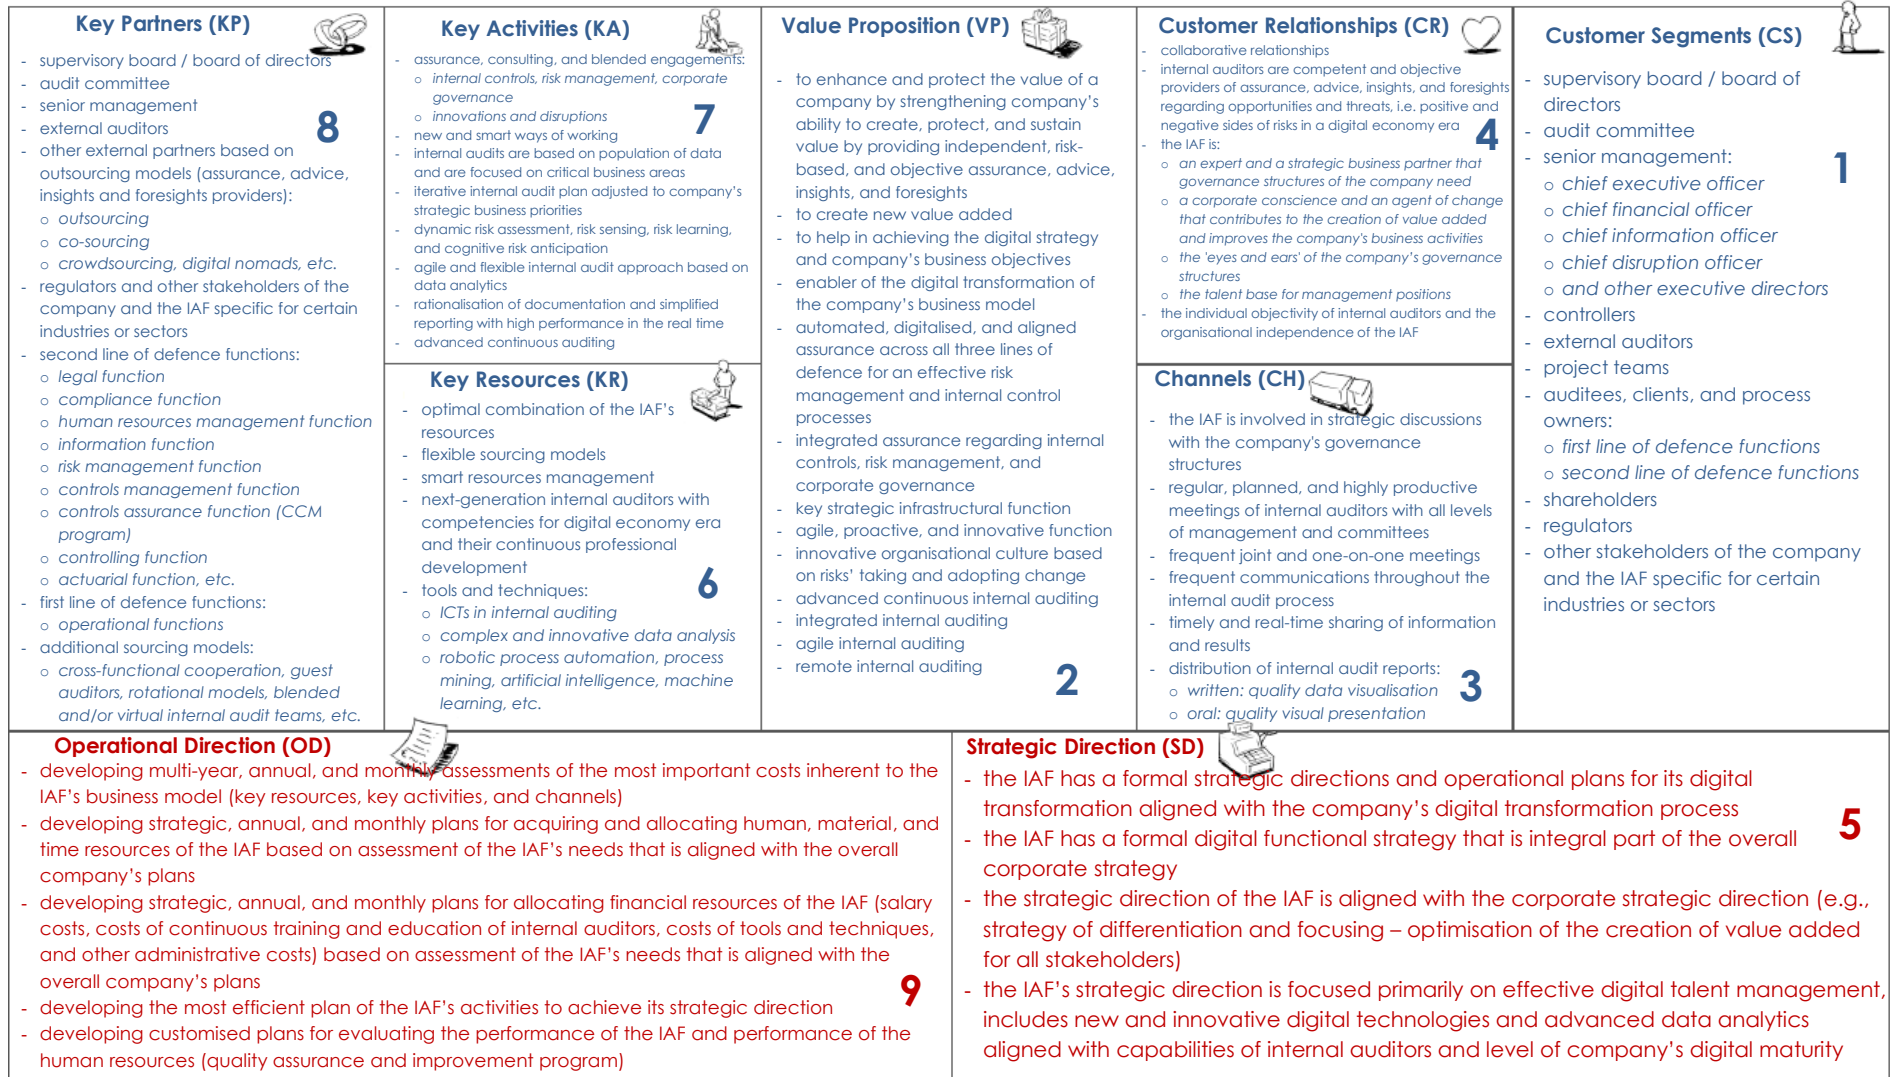 Key Partners (KP)
- supervisory board / board of directors
- audit committee
- senior management
- external auditors
- other external partners based on
outsourcing models (assurance, advice,
insights and foresights providers):
o outsourcing
o co-sourcing
o crowdsourcing, digital nomads, etc.
- regulators and other stakeholders of the
company and the IAF specific for certain
industries or sectors
- second line of defence functions:
o legal function
o compliance function
o human resources management function
o information function
o risk management function
o controls management function
o controls assurance function (CCM
program)
o controlling function
o actuarial function, etc.
- first line of defence functions:
o operational functions
- additional sourcing models:
o cross-functional cooperation, guest
auditors, rotational models, blended
and/or virtual internal audit teams, etc.
8
Key Activities (KA)
- assurance, consulting, and blended engagements:
o internal controls, risk management, corporate
governance
o innovations and disruptions
- new and smart ways of working
- internal audits are based on population of data
and are focused on critical business areas
- iterative internal audit plan adjusted to company's
strategic business priorities
- dynamic risk assessment, risk sensing, risk learning,
and cognitive risk anticipation
- agile and flexible internal audit approach based on
data analytics
- rationalisation of documentation and simplified
reporting with high performance in the real time
- advanced continuous auditing
7
Key Resources (KR)
- optimal combination of the IAF's
resources
- flexible sourcing models
- smart resources management
- next-generation internal auditors with
competencies for digital economy era
and their continuous professional
development
- tools and techniques:
o ICTs in internal auditing
o complex and innovative data analysis
o robotic process automation, process
mining, artificial intelligence, machine
learning, etc.
6
Value Proposition (VP)
- to enhance and protect the value of a
company by strengthening company's
ability to create, protect, and sustain
value by providing independent, risk-
based, and objective assurance, advice,
insights, and foresights
- to create new value added
- to help in achieving the digital strategy
and company's business objectives
- enabler of the digital transformation of
the company's business model
- automated, digitalised, and aligned
assurance across all three lines of
defence for an effective risk
management and internal control
processes
- integrated assurance regarding internal
controls, risk management, and
corporate governance
- key strategic infrastructural function
- agile, proactive, and innovative function
- innovative organisational culture based
on risks' taking and adopting change
- advanced continuous internal auditing
- integrated internal auditing
- agile internal auditing
- remote internal auditing
2
Customer Relationships (CR)
- collaborative relationships
- internal auditors are competent and objective
providers of assurance, advice, insights, and foresights
regarding opportunities and threats, i.e. positive and
negative sides of risks in a digital economy era
- the IAF is:
o an expert and a strategic business partner that
governance structures of the company need
o a corporate conscience and an agent of change
that contributes to the creation of value added
and improves the company's business activities
o the 'eyes and ears' of the company's governance
structures
o the talent base for management positions
- the individual objectivity of internal auditors and the
organisational independence of the IAF
4
Channels (CH)
- the IAF is involved in strategic discussions
with the company's governance
structures
- regular, planned, and highly productive
meetings of internal auditors with all levels
of management and committees
- frequent joint and one-on-one meetings
- frequent communications throughout the
internal audit process
- timely and real-time sharing of information
and results
- distribution of internal audit reports:
o written: quality data visualisation
o oral: quality visual presentation
3
Customer Segments (CS)
- supervisory board / board of
directors
- audit committee
- senior management:
o chief executive officer
o chief financial officer
o chief information officer
o chief disruption officer
o and other executive directors
- controllers
- external auditors
- project teams
- auditees, clients, and process
owners:
o first line of defence functions
o second line of defence functions
- shareholders
- regulators
- other stakeholders of the company
and the IAF specific for certain
industries or sectors
1
Operational Direction (OD)
- developing multi-year, annual, and monthly assessments of the most important costs inherent to the
IAF's business model (key resources, key activities, and channels)
- developing strategic, annual, and monthly plans for acquiring and allocating human, material, and
time resources of the IAF based on assessment of the IAF's needs that is aligned with the overall
company's plans
- developing strategic, annual, and monthly plans for allocating financial resources of the IAF (salary
costs, costs of continuous training and education of internal auditors, costs of tools and techniques,
and other administrative costs) based on assessment of the IAF's needs that is aligned with the
overall company's plans
- developing the most efficient plan of the IAF's activities to achieve its strategic direction
- developing customised plans for evaluating the performance of the IAF and performance of the
human resources (quality assurance and improvement program)
9
Strategic Direction (SD)
- the IAF has a formal strategic directions and operational plans for its digital
transformation aligned with the company's digital transformation process
- the IAF has a formal digital functional strategy that is integral part of the overall
corporate strategy
- the strategic direction of the IAF is aligned with the corporate strategic direction (e.g.,
strategy of differentiation and focusing – optimisation of the creation of value added
for all stakeholders)
- the IAF's strategic direction is focused primarily on effective digital talent management,
includes new and innovative digital technologies and advanced data analytics
aligned with capabilities of internal auditors and level of company's digital maturity
5